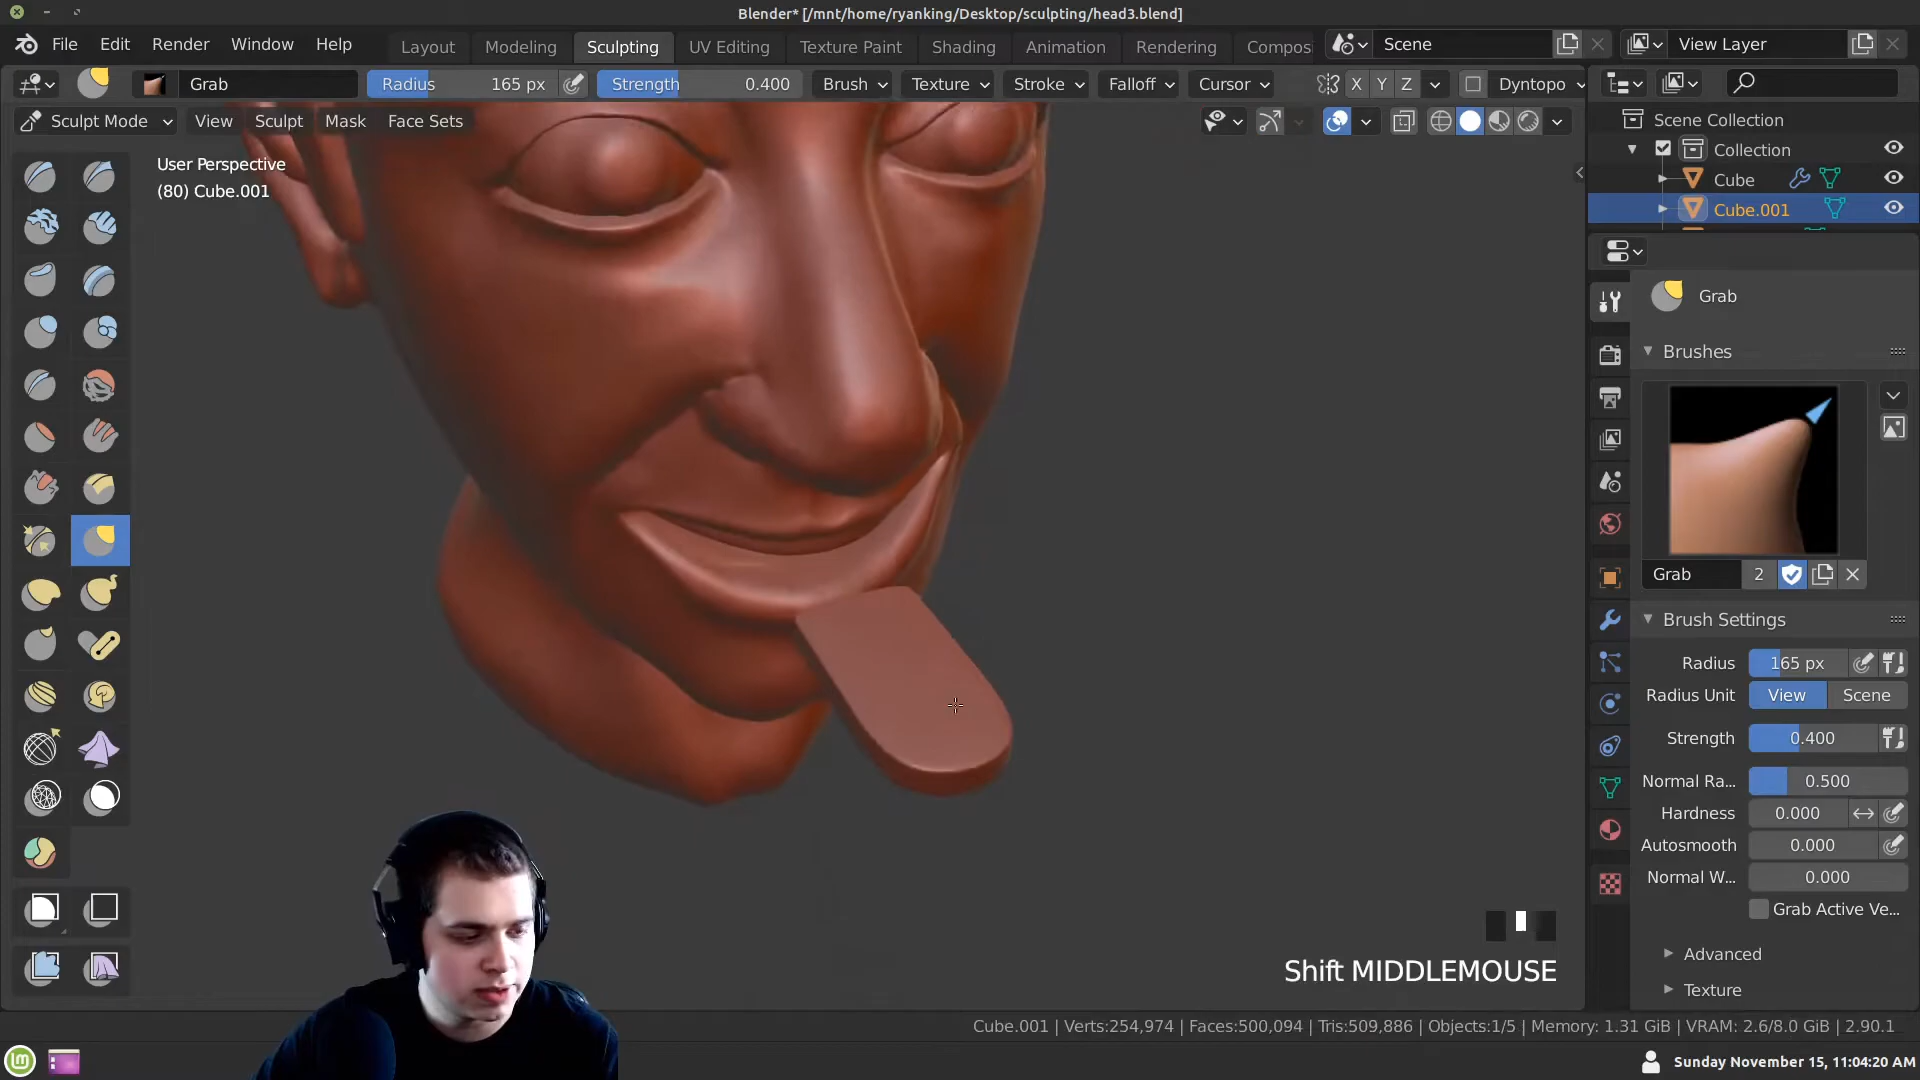 Blender* [/mnt/home/ryanking/Desktop/sculpting/head3.blend]
File Edit Render Window Help Layout Modeling Sculpting UV Editing Texture Paint Shading Animation Rendering Compos Scene View Layer
Grab Radius 165 px Strength 0.400 Brush Texture Stroke Falloff Cursor X Y Z Dyntopo
Sculpt Mode View Sculpt Mask Face Sets
User Perspective
(80) Cube.001
Scene Collection
Collection
Cube
Cube.001
Grab
Brushes
Grab 2
Brush Settings
Radius 165 px
Radius Unit View Scene
Strength 0.400
Normal Ra... 0.500
Hardness 0.000
Autosmooth 0.000
Normal W... 0.000
Grab Active Ve...
Advanced
Texture
Shift MIDDLEMOUSE
Cube.001 | Verts:254,974 | Faces:500,094 | Tris:509,886 | Objects:1/5 | Memory: 1.31 GiB | VRAM: 2.6/8.0 GiB | 2.90.1
Sunday November 15, 11:04:20 AM